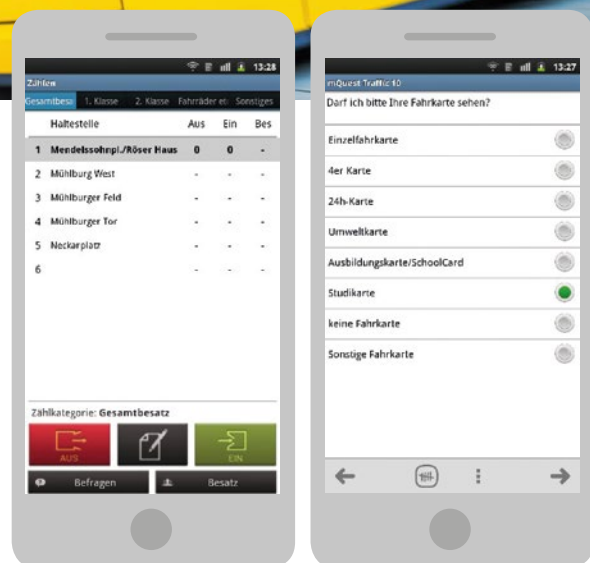 13:28
Zählen
Gesamtbesa 1. Klasse 2. Klasse Fahrräder etc Sonstiges
Haltestelle Aus Ein Bes
1 Mendelssohnpl./Röser Haus 0 0 -
2 Mühlburg West - - -
3 Mühlburger Feld - - -
4 Mühlburger Tor - - -
5 Neckarplatz - - -
6 - - -
Zählkategorie: Gesamtbesatz
AUS
EIN
Befragen
Besatz
13:27
mQuest Traffic 10
Darf ich bitte Ihre Fahrkarte sehen?
Einzelfahrkarte
4er Karte
24h-Karte
Umweltkarte
Ausbildungskarte/SchoolCard
Studikarte
keine Fahrkarte
Sonstige Fahrkarte